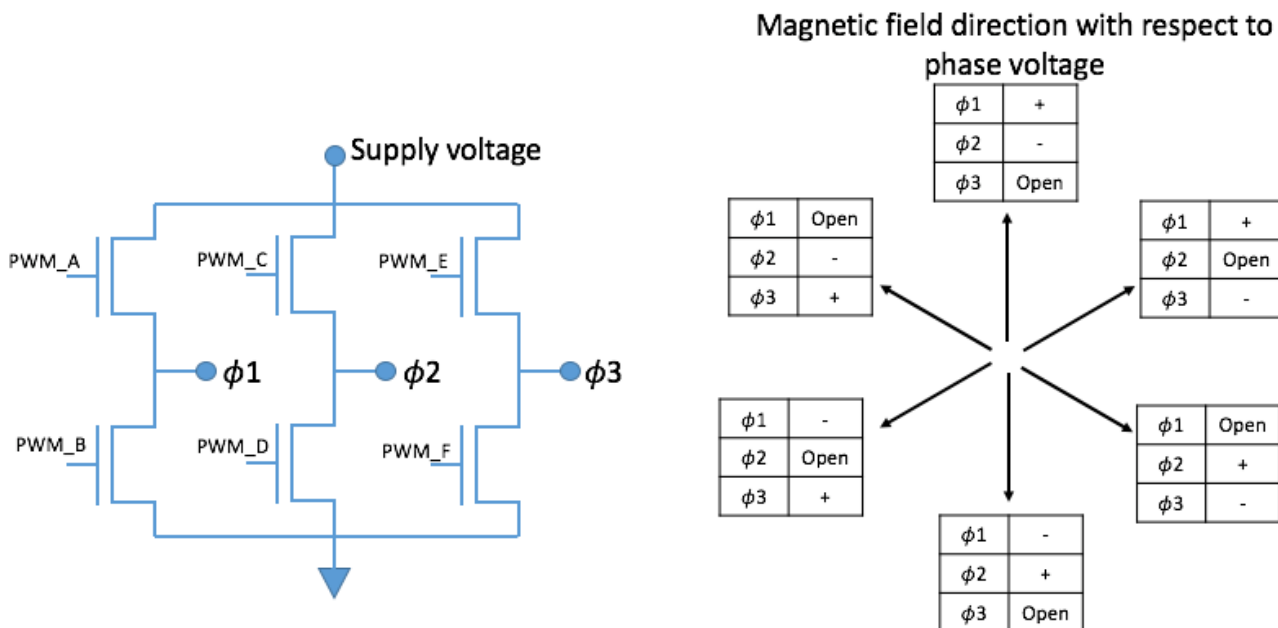 Magnetic field direction with respect to
phase voltage
Supply voltage
PWM_A
PWM_C
PWM_E
ϕ1
ϕ2
ϕ3
PWM_B
PWM_D
PWM_F
ϕ1 +
ϕ2 -
ϕ3 Open
ϕ1 Open
ϕ2 -
ϕ3 +
ϕ1 +
ϕ2 Open
ϕ3 -
ϕ1 -
ϕ2 Open
ϕ3 +
ϕ1 Open
ϕ2 +
ϕ3 -
ϕ1 -
ϕ2 +
ϕ3 Open